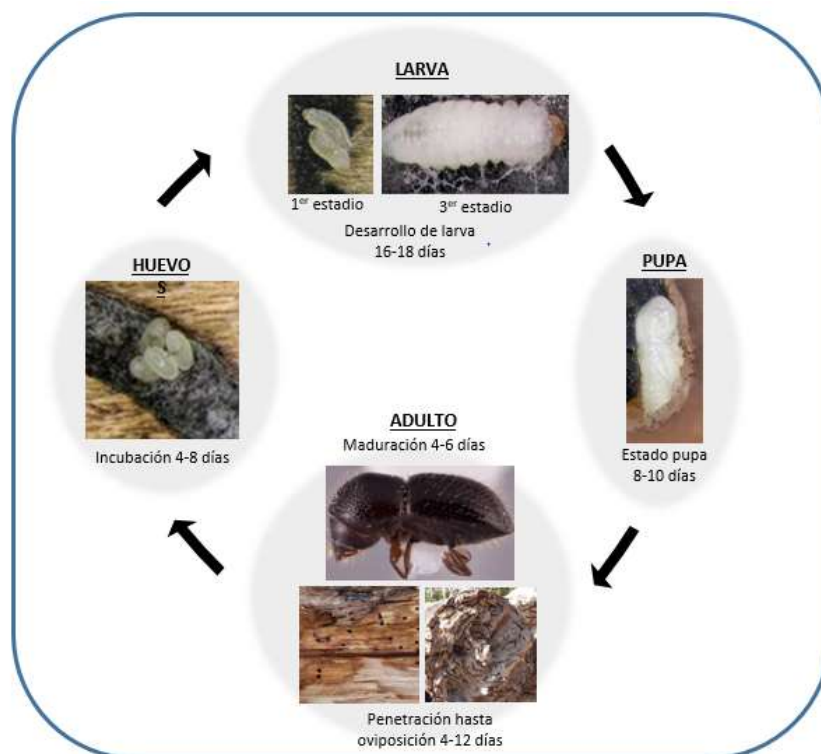 LARVA
1er estadio
3er estadio
Desarrollo de larva
16-18 días
PUPA
Estado pupa
8-10 días
ADULTO
Maduración 4-6 días
Penetración hasta
oviposición 4-12 días
HUEVO
S
Incubación 4-8 días